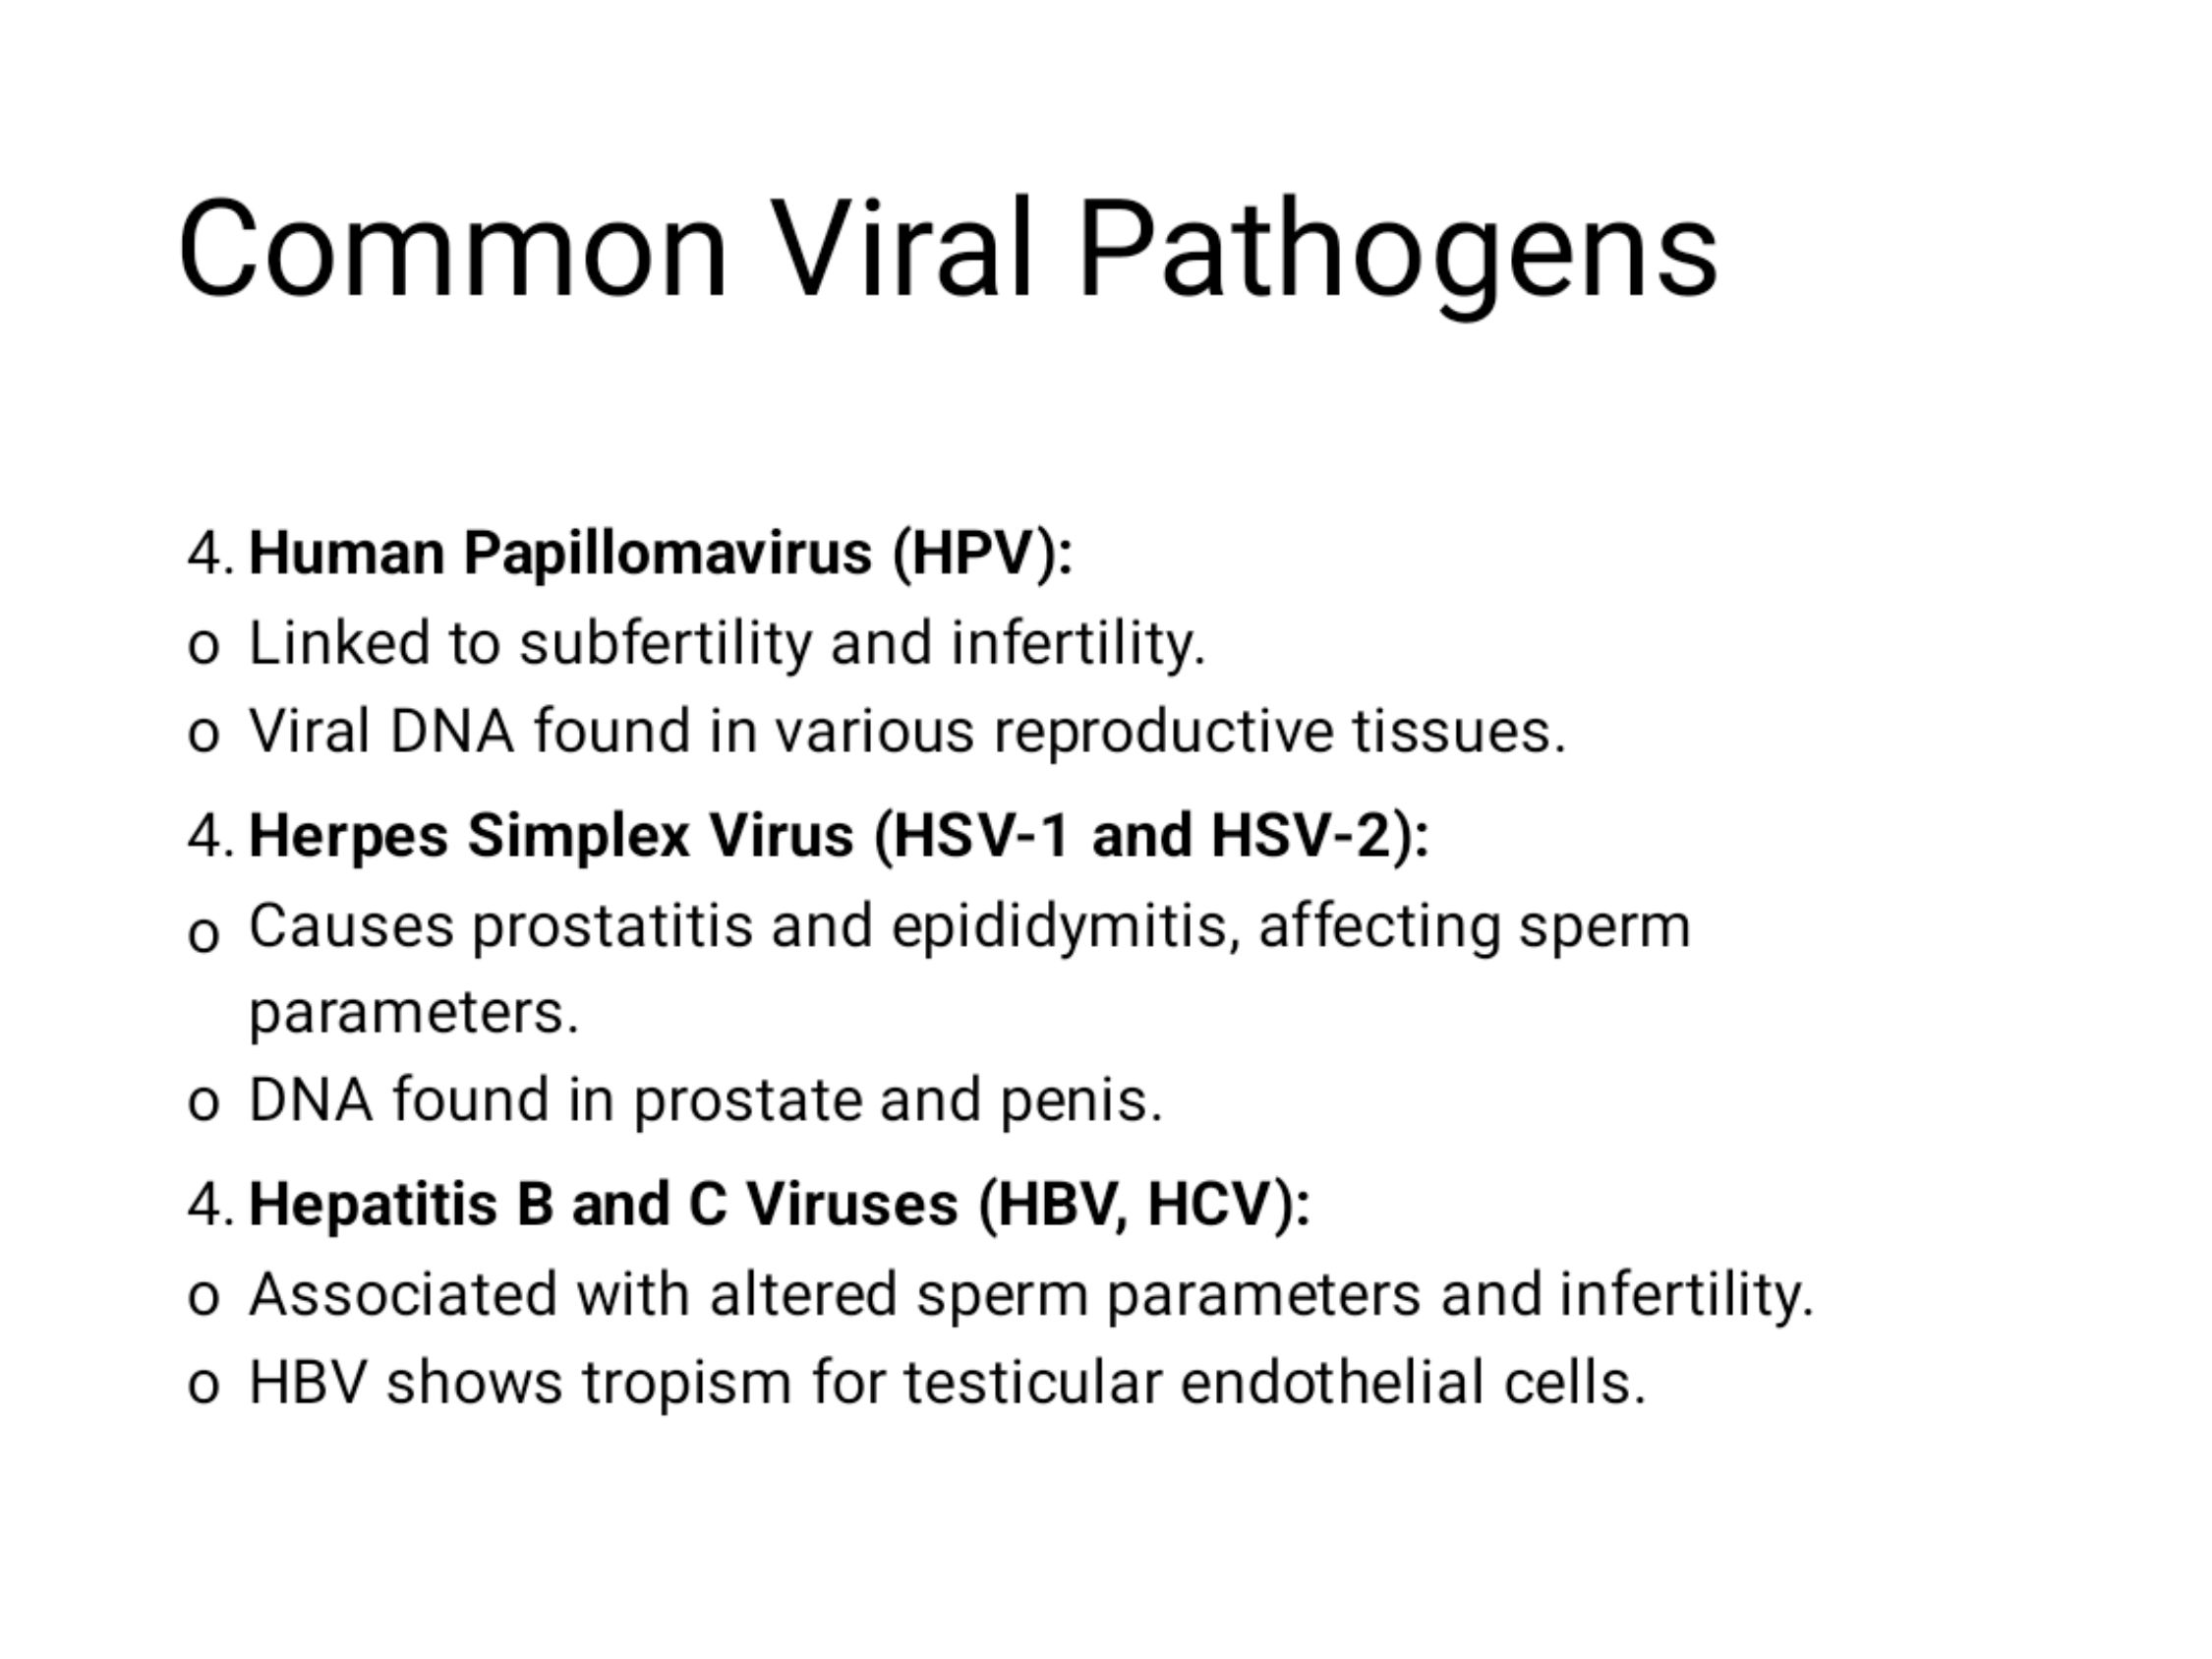 Common Viral Pathogens
4. Human Papillomavirus (HPV):
o Linked to subfertility and infertility.
o Viral DNA found in various reproductive tissues.
4. Herpes Simplex Virus (HSV-1 and HSV-2):
o Causes prostatitis and epididymitis, affecting sperm
parameters.
o DNA found in prostate and penis.
4. Hepatitis B and C Viruses (HBV, HCV):
o Associated with altered sperm parameters and infertility.
o HBV shows tropism for testicular endothelial cells.